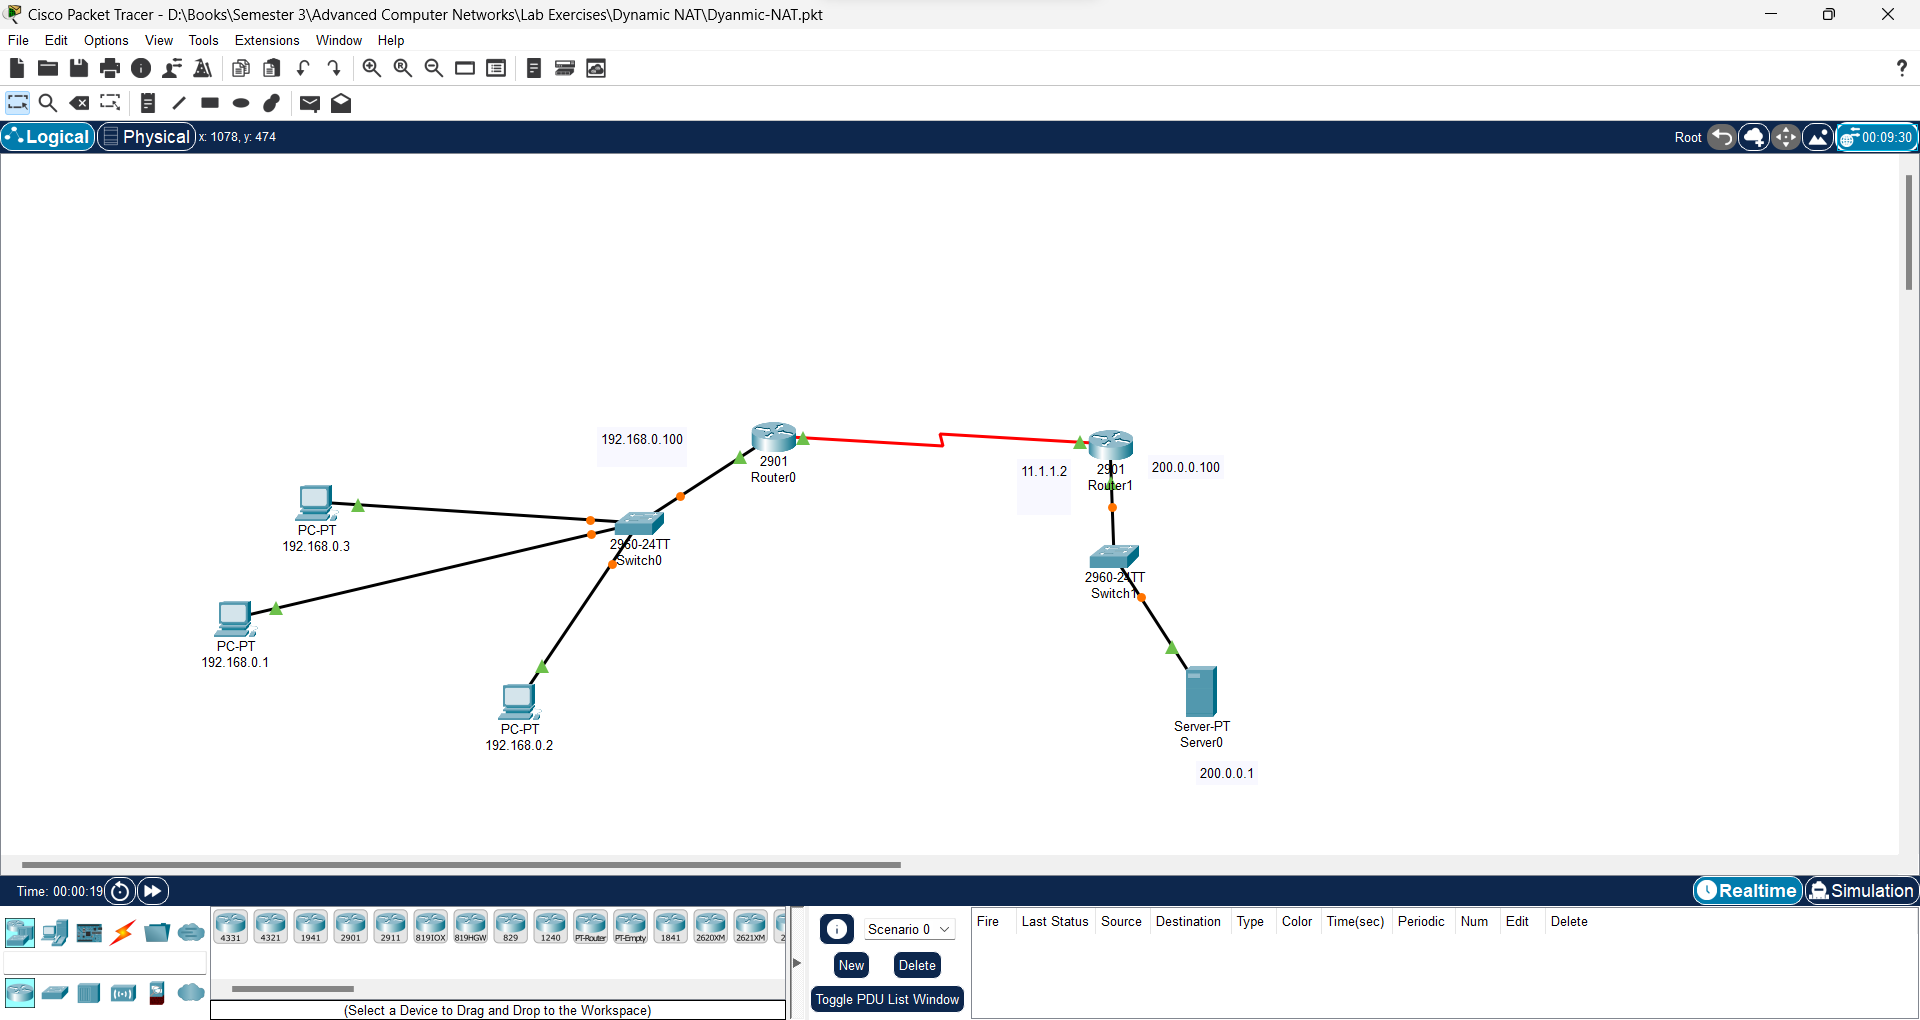 Cisco Packet Tracer - D:\Books\Semester 3\Advanced Computer Networks\Lab Exercises\Dynamic NAT\Dyanmic-NAT.pkt
File Edit Options View Tools Extensions Window Help
?
Logical Physical x: 1078, y: 474 Root 00:09:30
192.168.0.100
2901
Router0
11.1.1.2
2901
Router1
200.0.0.100
PC-PT
192.168.0.3
2960-24TT
Switch0
2960-24TT
Switch1
PC-PT
192.168.0.1
PC-PT
192.168.0.2
Server-PT
Server0
200.0.0.1
Time: 00:00:19 Realtime Simulation
4331 4321 1941 2901 2911 819IOX 819HGW 829 1240 PT-Router PT-Empty 1841 2620XM 2621XM 2
(Select a Device to Drag and Drop to the Workspace)
Scenario 0
New Delete
Toggle PDU List Window
Fire Last Status Source Destination Type Color Time(sec) Periodic Num Edit Delete